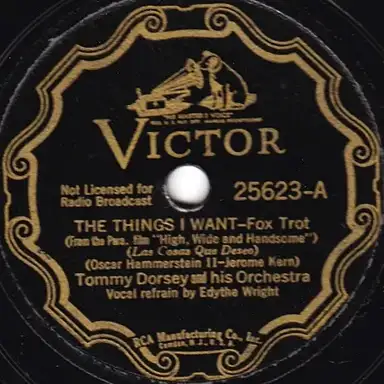 "HIS MASTER'S VOICE"
VICTOR
Not Licensed for
Radio Broadcast
25623-A
THE THINGS I WANT—Fox Trot
(From the Para. film "High, Wide and Handsome")
(Las Cosas Que Deseo)
(Oscar Hammerstein II-Jerome Kern)
Tommy Dorsey and his Orchestra
Vocal refrain by Edythe Wright
RCA Manufacturing Co., Inc.
Camden, N.J., U.S.A.